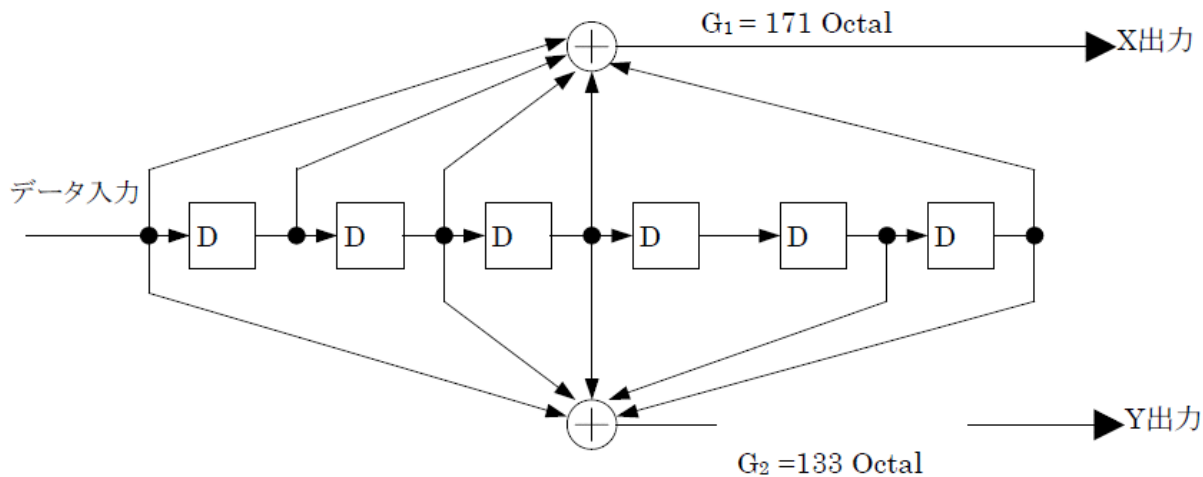 G₁ = 171 Octal
X出力
データ入力
D D D D D D
Y出力
G₂ =133 Octal